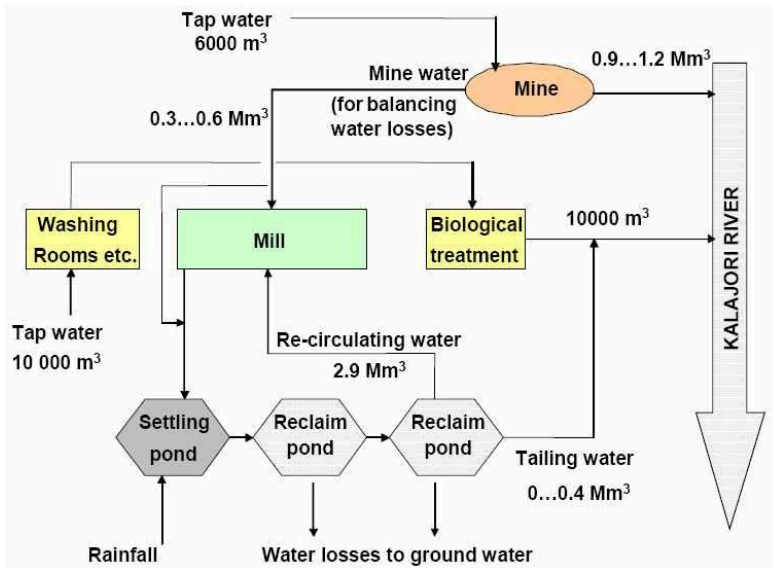 Tap water
6000 m³
0.9...1.2 Mm³
Mine water
Mine
(for balancing
water losses)
0.3...0.6 Mm³
Washing
Rooms etc.
Mill
Biological
treatment
10000 m³
KALAJORI RIVER
Tap water
10 000 m³
Re-circulating water
2.9 Mm³
Settling
pond
Reclaim
pond
Reclaim
pond
Tailing water
0...0.4 Mm³
Rainfall
Water losses to ground water